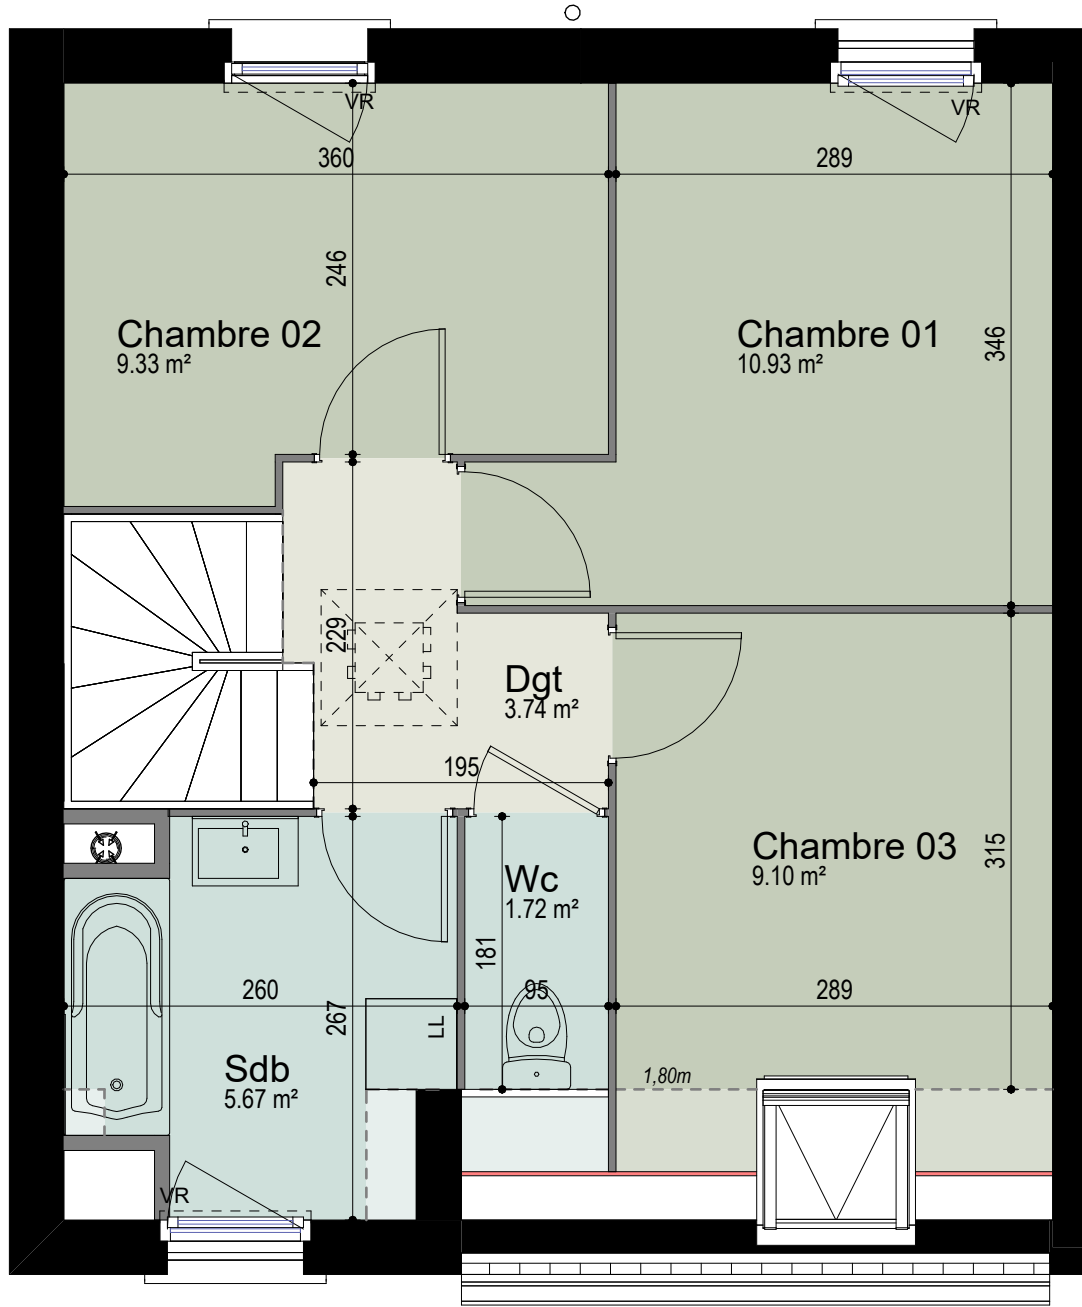 VR
VR
360
289
246
Chambre 02
9.33 m²
Chambre 01
10.93 m²
346
229
Dgt
3.74 m²
195
Chambre 03
9.10 m²
315
Wc
1.72 m²
181
260
267
95
289
LL
Sdb
5.67 m²
1,80m
VR